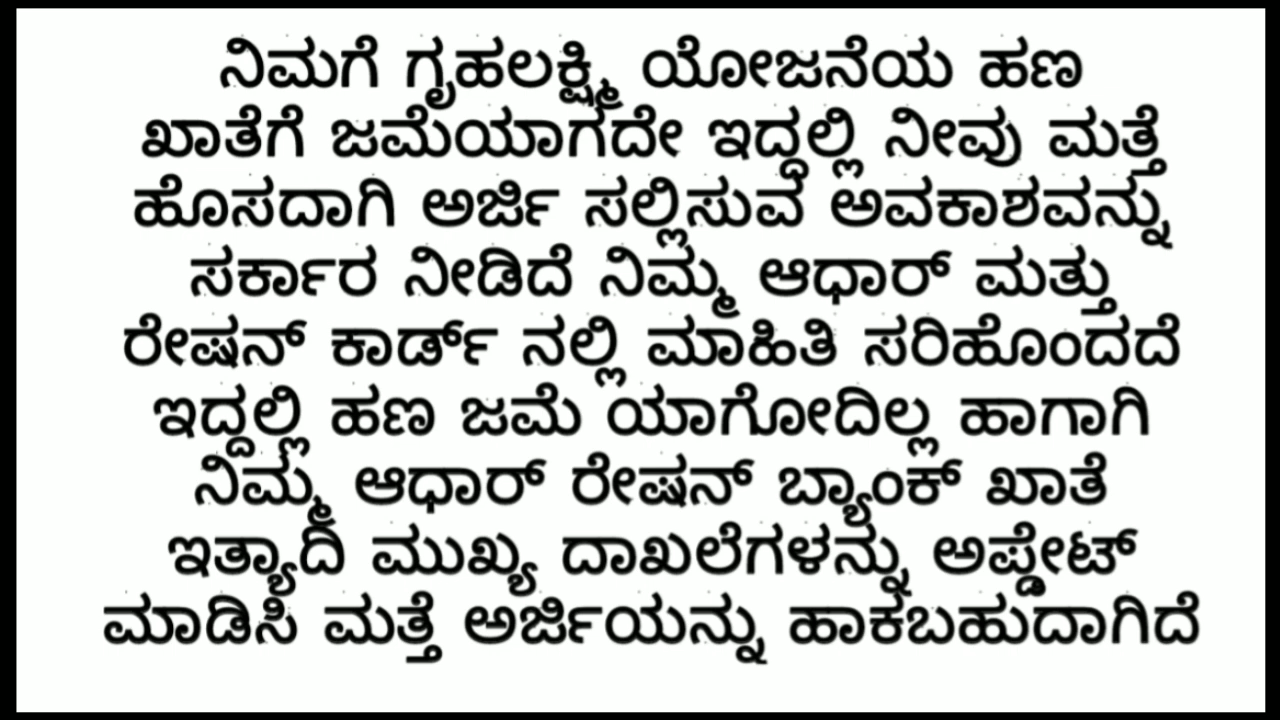 ನಿಮಗೆ ಗೃಹಲಕ್ಷ್ಮಿ ಯೋಜನೆಯ ಹಣ
ಖಾತೆಗೆ ಜಮೆಯಾಗದೇ ಇದ್ದಲ್ಲಿ ನೀವು ಮತ್ತೆ
ಹೊಸದಾಗಿ ಅರ್ಜಿ ಸಲ್ಲಿಸುವ ಅವಕಾಶವನ್ನು
ಸರ್ಕಾರ ನೀಡಿದೆ ನಿಮ್ಮ ಆಧಾರ್ ಮತ್ತು
ರೇಷನ್ ಕಾರ್ಡ್ ನಲ್ಲಿ ಮಾಹಿತಿ ಸರಿಹೊಂದದೆ
ಇದ್ದಲ್ಲಿ ಹಣ ಜಮೆ ಯಾಗೋದಿಲ್ಲ ಹಾಗಾಗಿ
ನಿಮ್ಮ ಆಧಾರ್ ರೇಷನ್ ಬ್ಯಾಂಕ್ ಖಾತೆ
ಇತ್ಯಾದಿ ಮುಖ್ಯ ದಾಖಲೆಗಳನ್ನು ಅಪ್ಡೇಟ್
ಮಾಡಿಸಿ ಮತ್ತೆ ಅರ್ಜಿಯನ್ನು ಹಾಕಬಹುದಾಗಿದೆ